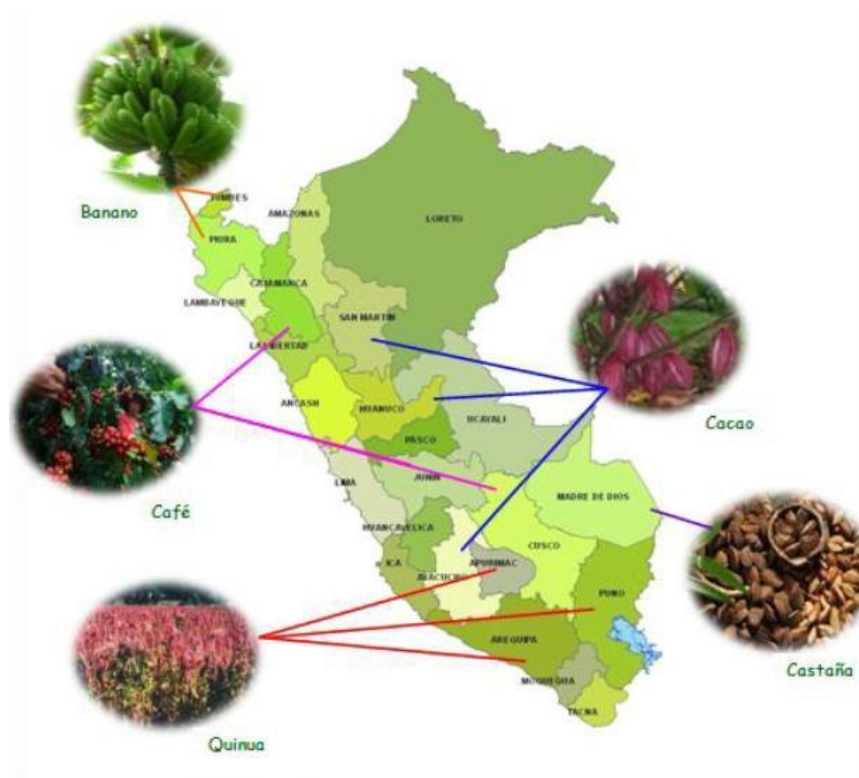 Banano
TUMBES
PIURA
AMAZONAS
LORETO
CAJAMARCA
LAMBAYEQUE
SAN MARTIN
LA LIBERTAD
ANCASH
HUANUCO
UCAYALI
Cacao
PASCO
LIMA
JUNIN
MADRE DE DIOS
Café
HUANCAVELICA
CUSCO
ICA
AYACUCHO
APURIMAC
PUNO
AREQUIPA
Castaña
MOQUEGUA
TACNA
Quinua